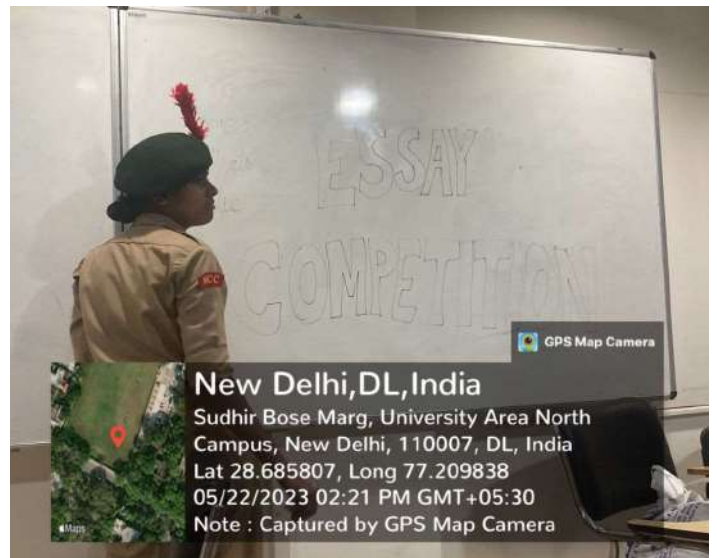 ESSAY
COMPETITION
NCC
GPS Map Camera
New Delhi,DL,India
Sudhir Bose Marg, University Area North
Campus, New Delhi, 110007, DL, India
Lat 28.685807, Long 77.209838
05/22/2023 02:21 PM GMT+05:30
Note : Captured by GPS Map Camera
Maps